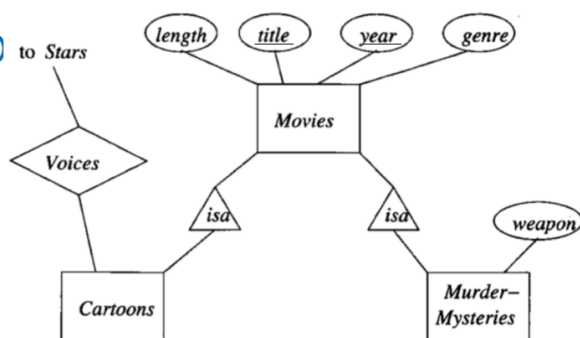 length title year genre
to Stars
Movies
Voices
isa isa
weapon
Cartoons
Murder–
Mysteries